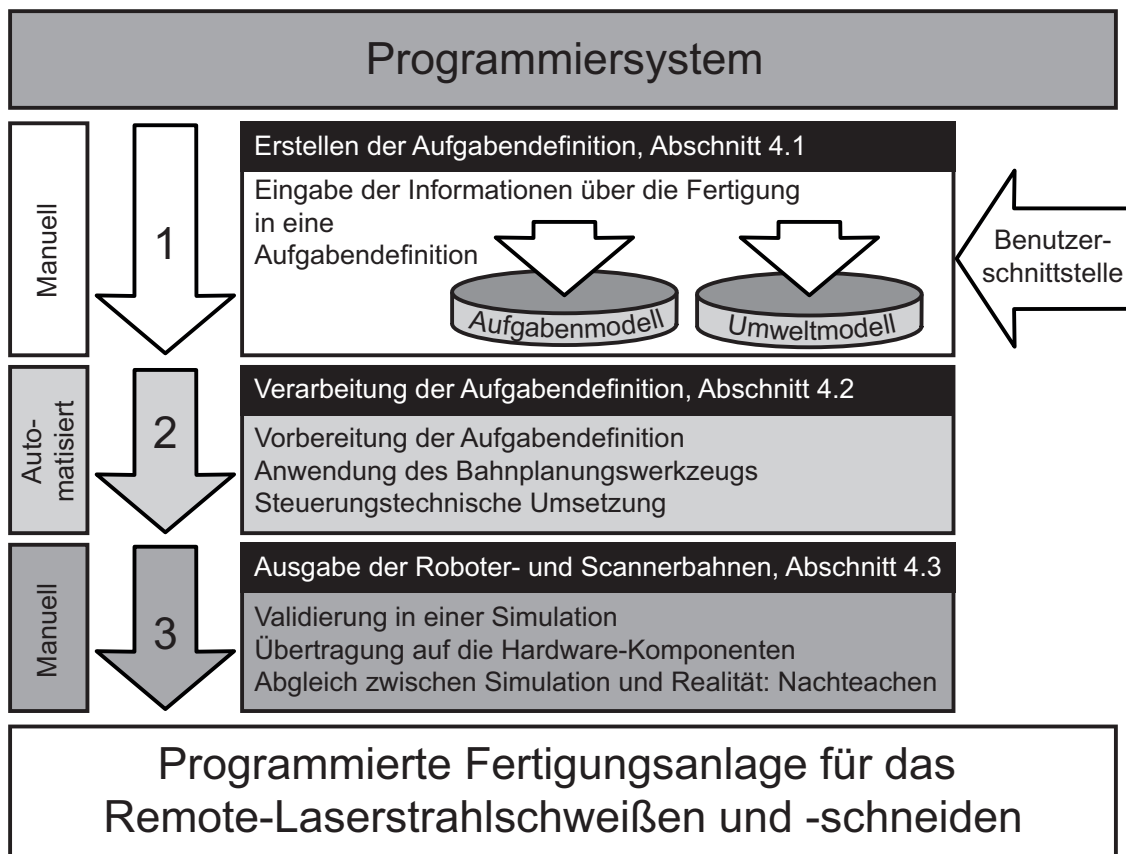 Programmiersystem
Manuell
1
Erstellen der Aufgabendefinition, Abschnitt 4.1
Eingabe der Informationen über die Fertigung
in eine
Aufgabendefinition
Aufgabenmodell
Umweltmodell
Benutzer-
schnittstelle
Auto-
matisiert
2
Verarbeitung der Aufgabendefinition, Abschnitt 4.2
Vorbereitung der Aufgabendefinition
Anwendung des Bahnplanungswerkzeugs
Steuerungstechnische Umsetzung
Manuell
3
Ausgabe der Roboter- und Scannerbahnen, Abschnitt 4.3
Validierung in einer Simulation
Übertragung auf die Hardware-Komponenten
Abgleich zwischen Simulation und Realität: Nachteachen
Programmierte Fertigungsanlage für das
Remote-Laserstrahlschweißen und -schneiden